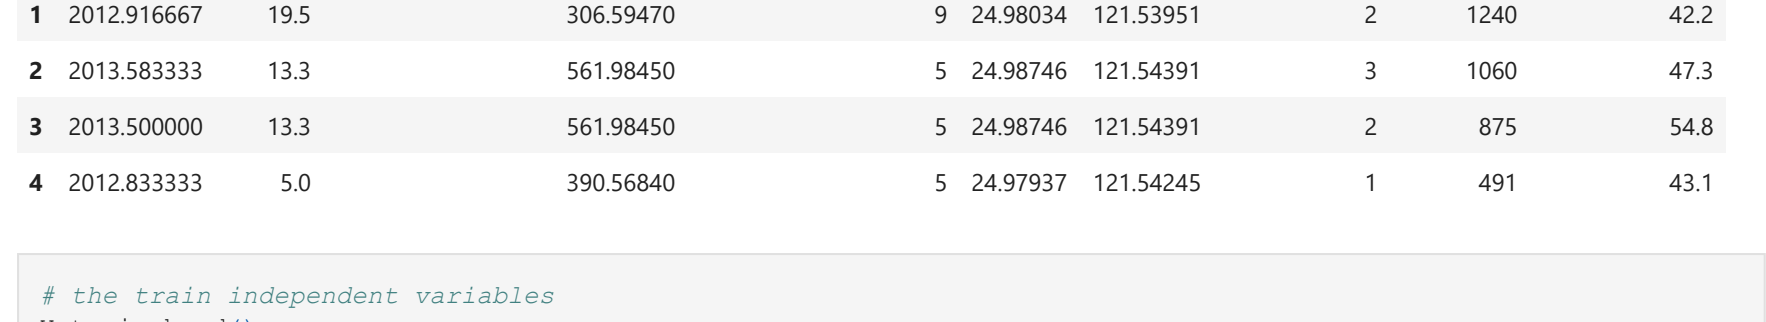 1 2012.916667 19.5 306.59470 9 24.98034 121.53951 2 1240 42.2
2 2013.583333 13.3 561.98450 5 24.98746 121.54391 3 1060 47.3
3 2013.500000 13.3 561.98450 5 24.98746 121.54391 2 875 54.8
4 2012.833333 5.0 390.56840 5 24.97937 121.54245 1 491 43.1
# the train independent variables